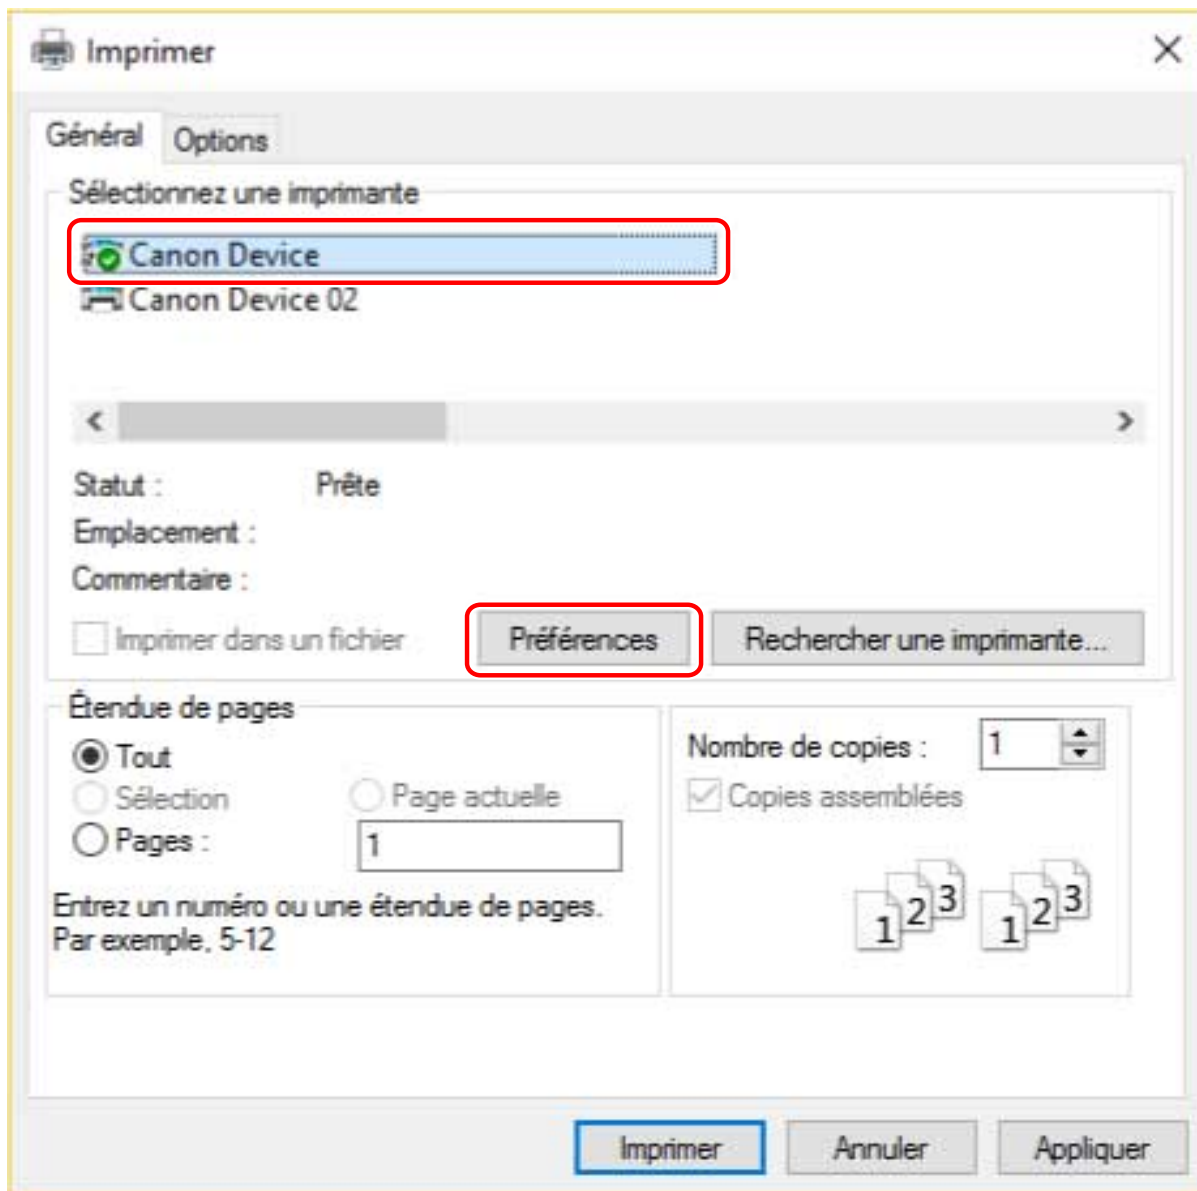 Imprimer
Général Options
Sélectionnez une imprimante
Canon Device
Canon Device 02
Statut : Prête
Emplacement :
Commentaire :
Imprimer dans un fichier Préférences Rechercher une imprimante...
Étendue de pages
Tout
Sélection Page actuelle
Pages : 1
Entrez un numéro ou une étendue de pages.
Par exemple, 5-12
Nombre de copies : 1
Copies assemblées
1 2 3 1 2 3
Imprimer Annuler Appliquer